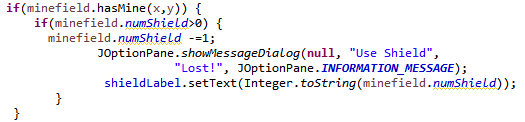 if(minefield.hasMine(x,y)) {
if(minefield.numShield>0) {
minefield.numShield -=1;
JOptionPane.showMessageDialog(null, "Use Shield",
"Lost!", JOptionPane.INFORMATION_MESSAGE);
shieldLabel.setText(Integer.toString(minefield.numShield));
}
}